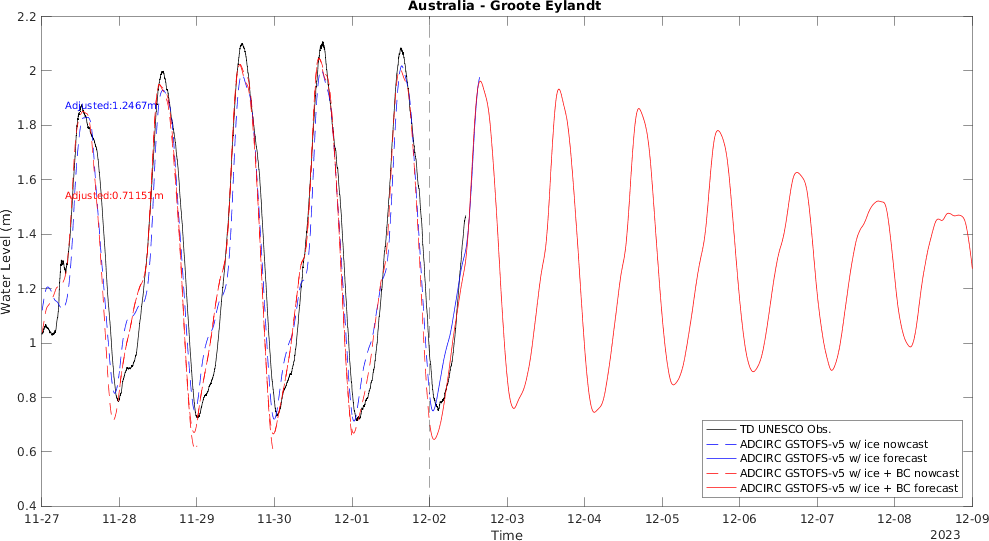 Australia - Groote Eylandt
2.2
2
1.8
1.6
1.4
1.2
1
0.8
0.6
0.4
Water Level (m)
Adjusted:1.2467m
Adjusted:0.71151m
TD UNESCO Obs.
ADCIRC GSTOFS-v5 w/ ice nowcast
ADCIRC GSTOFS-v5 w/ ice forecast
ADCIRC GSTOFS-v5 w/ ice + BC nowcast
ADCIRC GSTOFS-v5 w/ ice + BC forecast
11-27 11-28 11-29 11-30 12-01 12-02 12-03 12-04 12-05 12-06 12-07 12-08 12-09
Time
2023